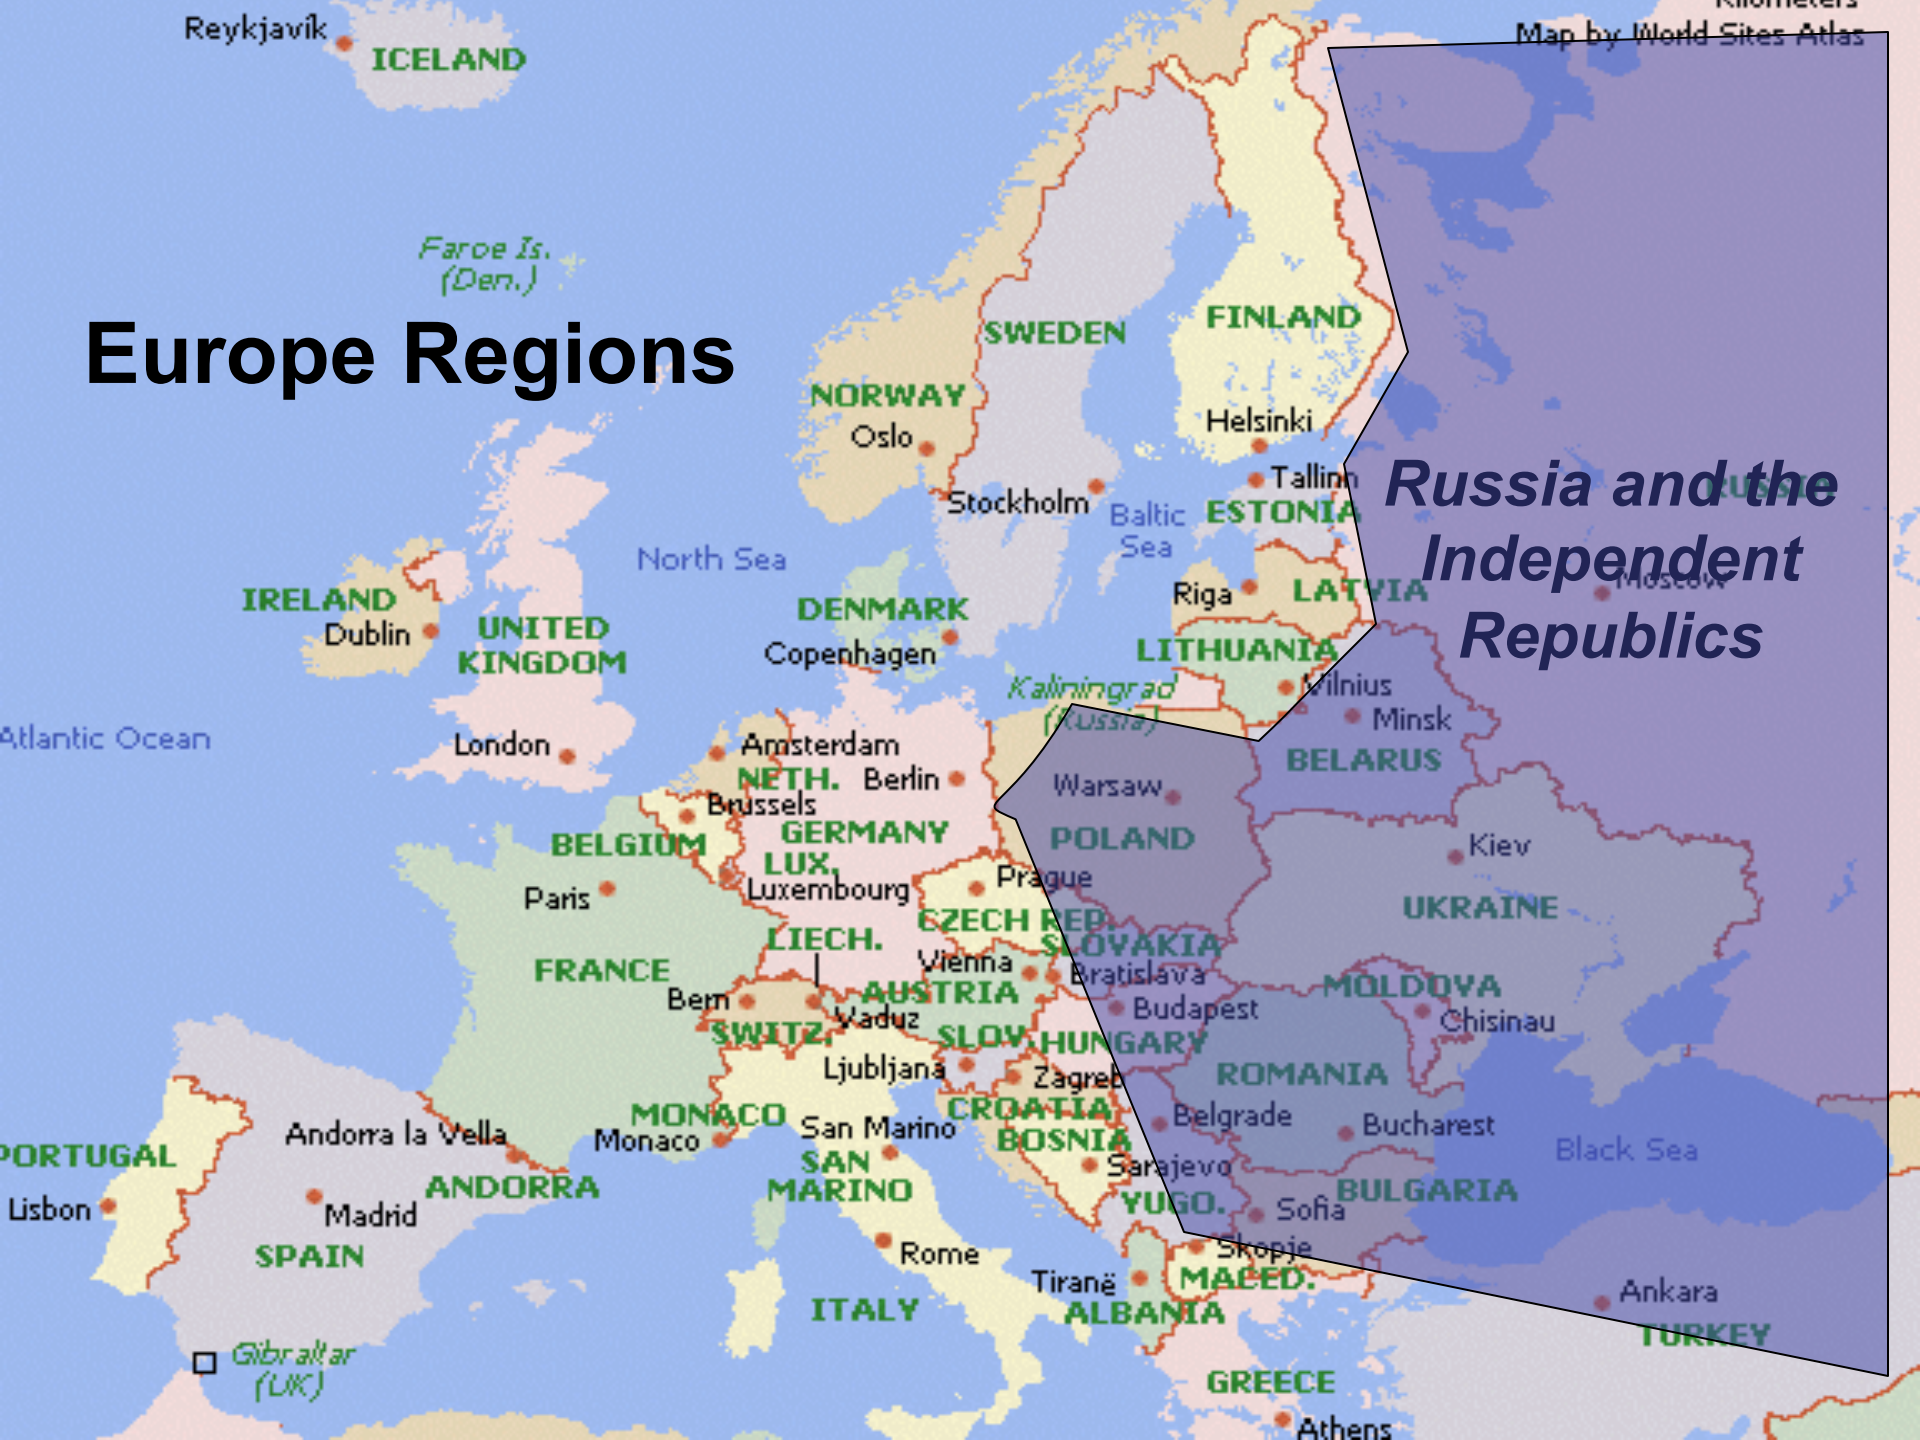 Kilometers
Map by World Sites Atlas
Reykjavík
ICELAND
Faroe Is.
(Den.)
Europe Regions
SWEDEN
FINLAND
NORWAY
Oslo
Helsinki
Stockholm
Tallinn
Baltic
Sea
ESTONIA
Russia and the
Independent
Republics
RUSSIA
Moscow
North Sea
IRELAND
Dublin
UNITED
KINGDOM
DENMARK
Copenhagen
Riga
LATVIA
LITHUANIA
Vilnius
Kaliningrad
(Russia)
Minsk
BELARUS
Atlantic Ocean
London
Amsterdam
NETH.
Berlin
Brussels
BELGIUM
GERMANY
LUX.
Luxembourg
Warsaw
POLAND
Kiev
UKRAINE
Paris
Prague
CZECH REP.
SLOVAKIA
LIECH.
FRANCE
Vienna
Bratislava
Bern
AUSTRIA
Budapest
MOLDOVA
Chisinau
SWITZ.
Vaduz
SLOV.
HUNGARY
Ljubljana
Zagreb
ROMANIA
CROATIA
MONACO
Monaco
San Marino
SAN
MARINO
BOSNIA
Sarajevo
Belgrade
Bucharest
Black Sea
Andorra la Vella
ANDORRA
PORTUGAL
Lisbon
Madrid
SPAIN
YUGO.
Sofia
BULGARIA
Rome
Skopje
MACED.
Tiranë
ALBANIA
ITALY
Ankara
TURKEY
Gibraltar
(UK)
GREECE
Athens